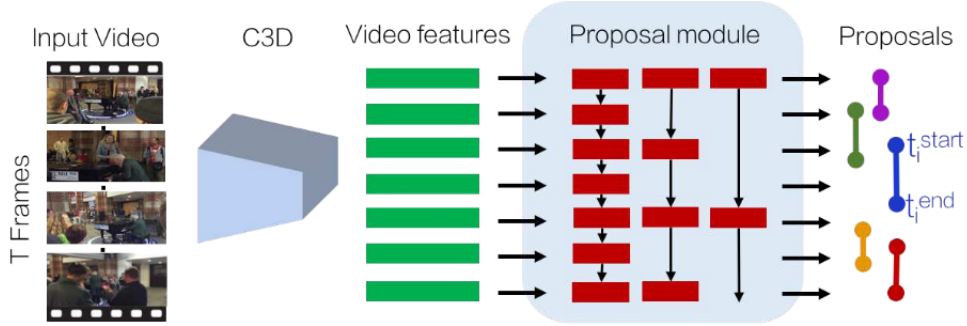 Input Video
C3D
Video features
Proposal module
Proposals
T Frames
t_i^start
t_i^end